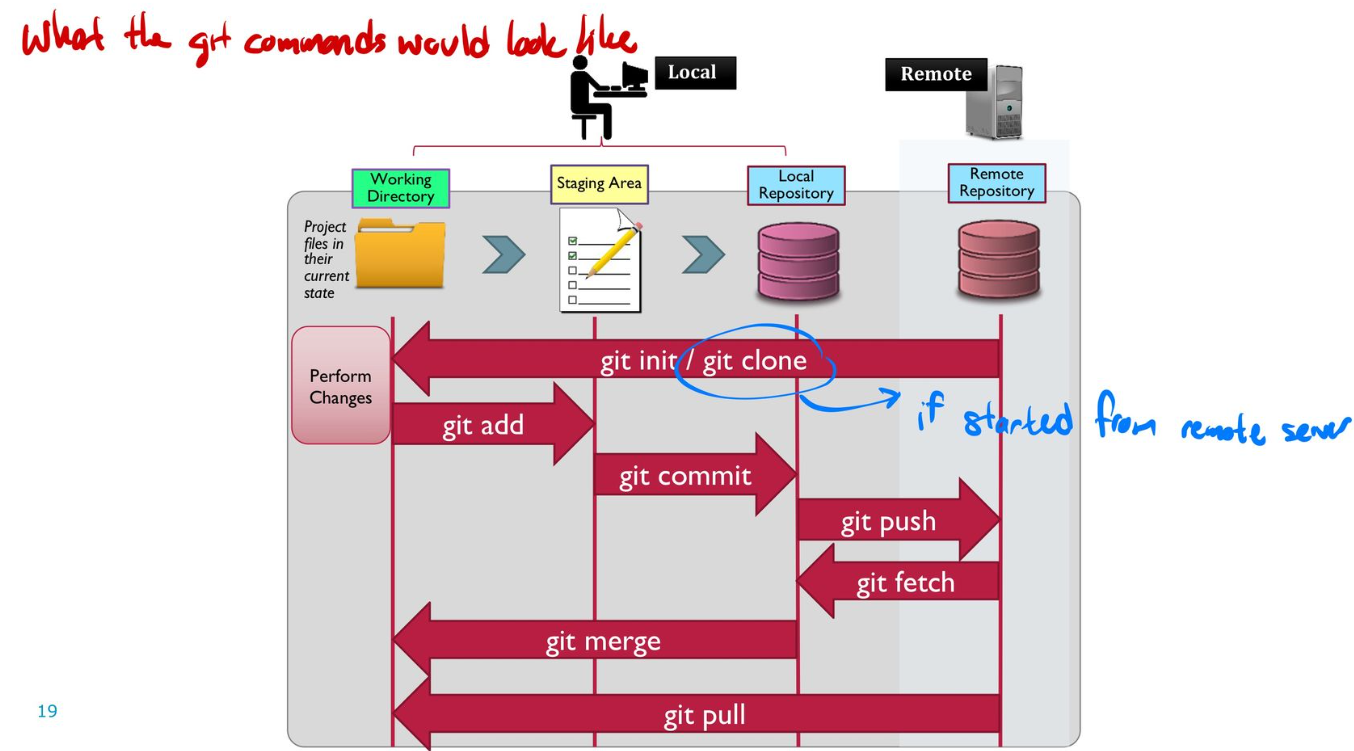 What the git commands would look like
Local
Remote
Working
Directory
Staging Area
Local
Repository
Remote
Repository
Project
files in
their
current
state
git init / git clone
Perform
Changes
if started from remote server
git add
git commit
git push
git fetch
git merge
git pull
19